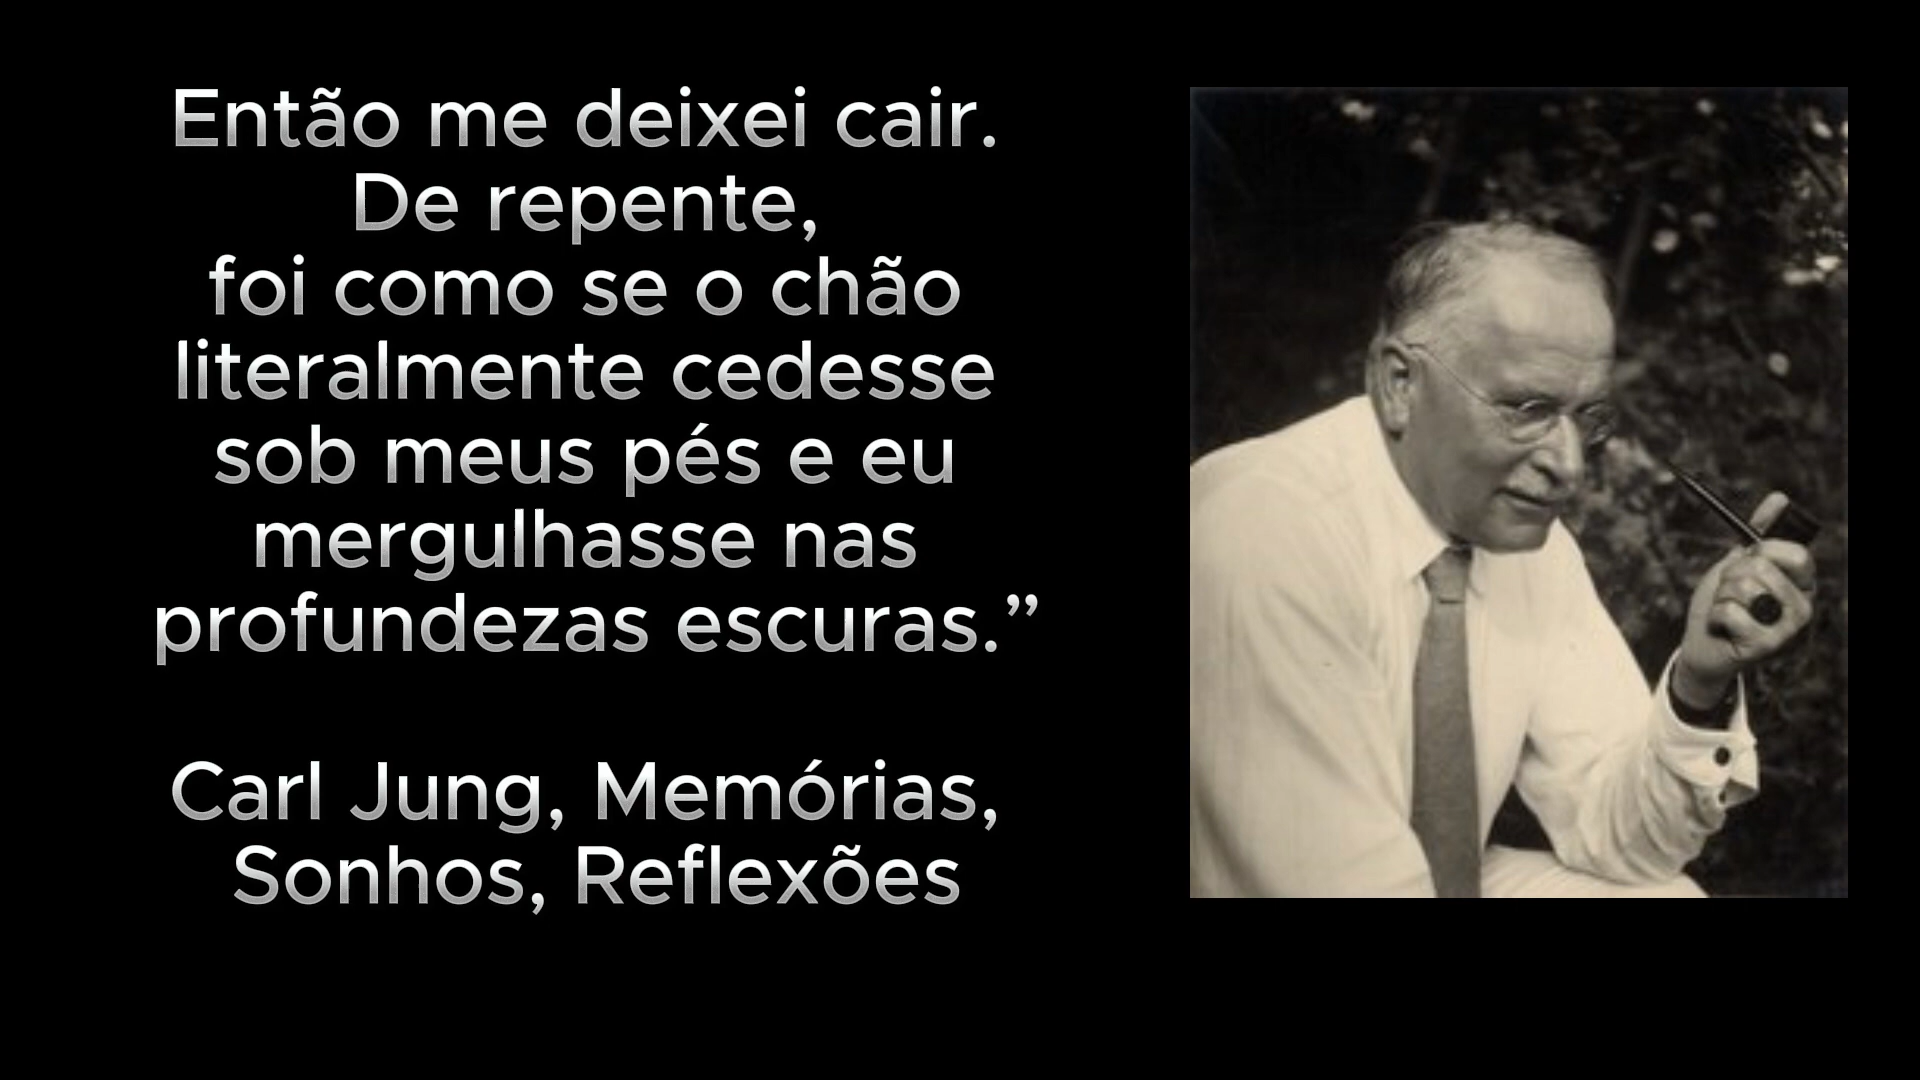 Então me deixei cair.
De repente,
foi como se o chão
literalmente cedesse
sob meus pés e eu
mergulhasse nas
profundezas escuras.”
Carl Jung, Memórias,
Sonhos, Reflexões